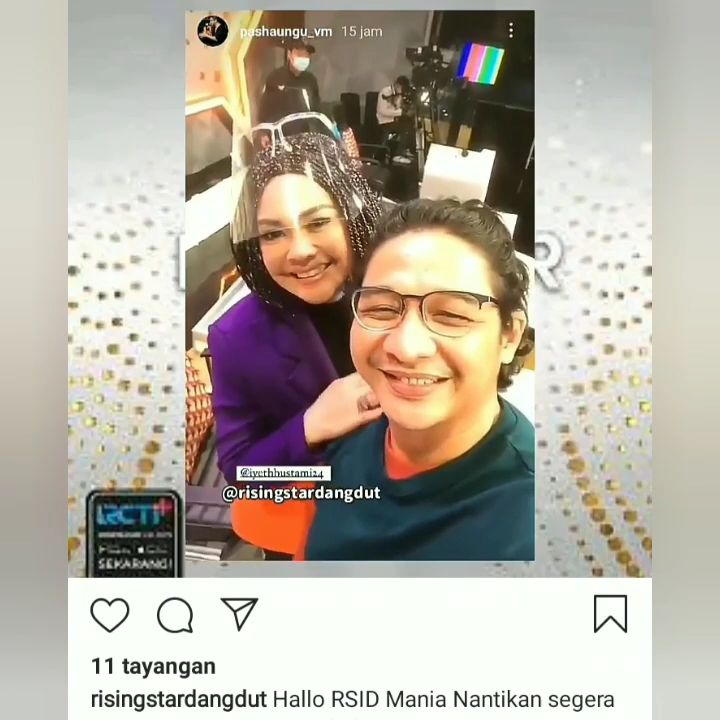 pashaungu_vm 15 jam
@iyethbustami24
@risingstardangdut
RCTI+
SEKARANG!
11 tayangan
risingstardangdut Hallo RSID Mania Nantikan segera